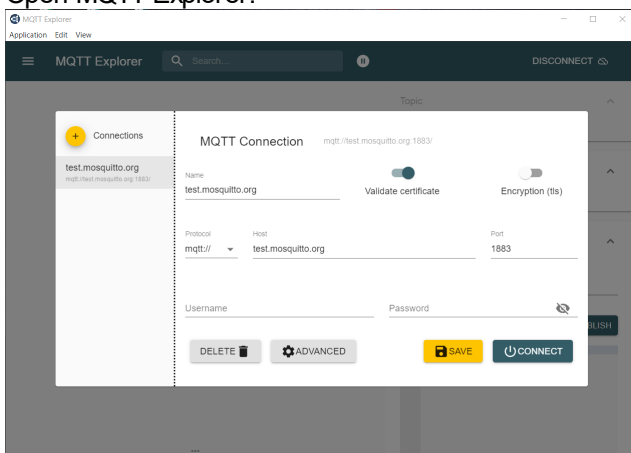 Open MQTT Explorer:
MQTT Explorer
Application Edit View
MQTT Explorer Search... DISCONNECT
Topic
Connections
test.mosquitto.org
mqtt://test.mosquitto.org:1883/
MQTT Connection mqtt://test.mosquitto.org:1883/
Name
test.mosquitto.org
Validate certificate
Encryption (tls)
Protocol Host Port
mqtt:// test.mosquitto.org 1883
Username Password
BLISH
DELETE ADVANCED SAVE CONNECT